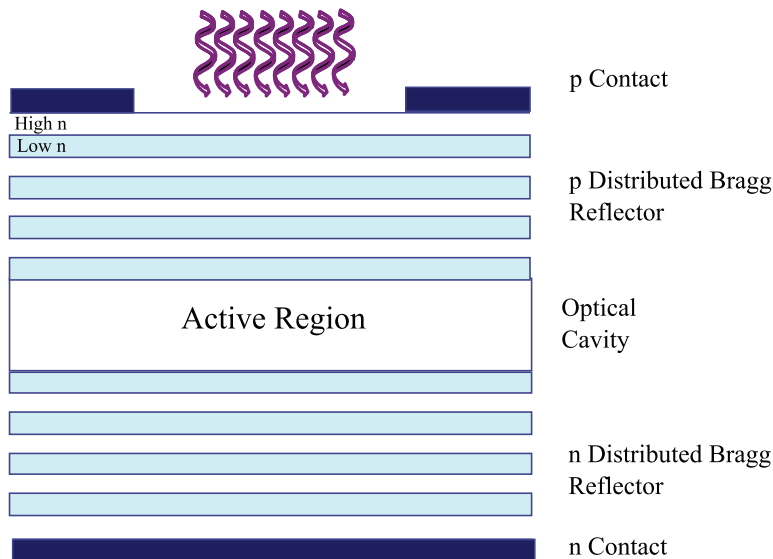 p Contact
High n
Low n
p Distributed Bragg
Reflector
Active Region
Optical
Cavity
n Distributed Bragg
Reflector
n Contact